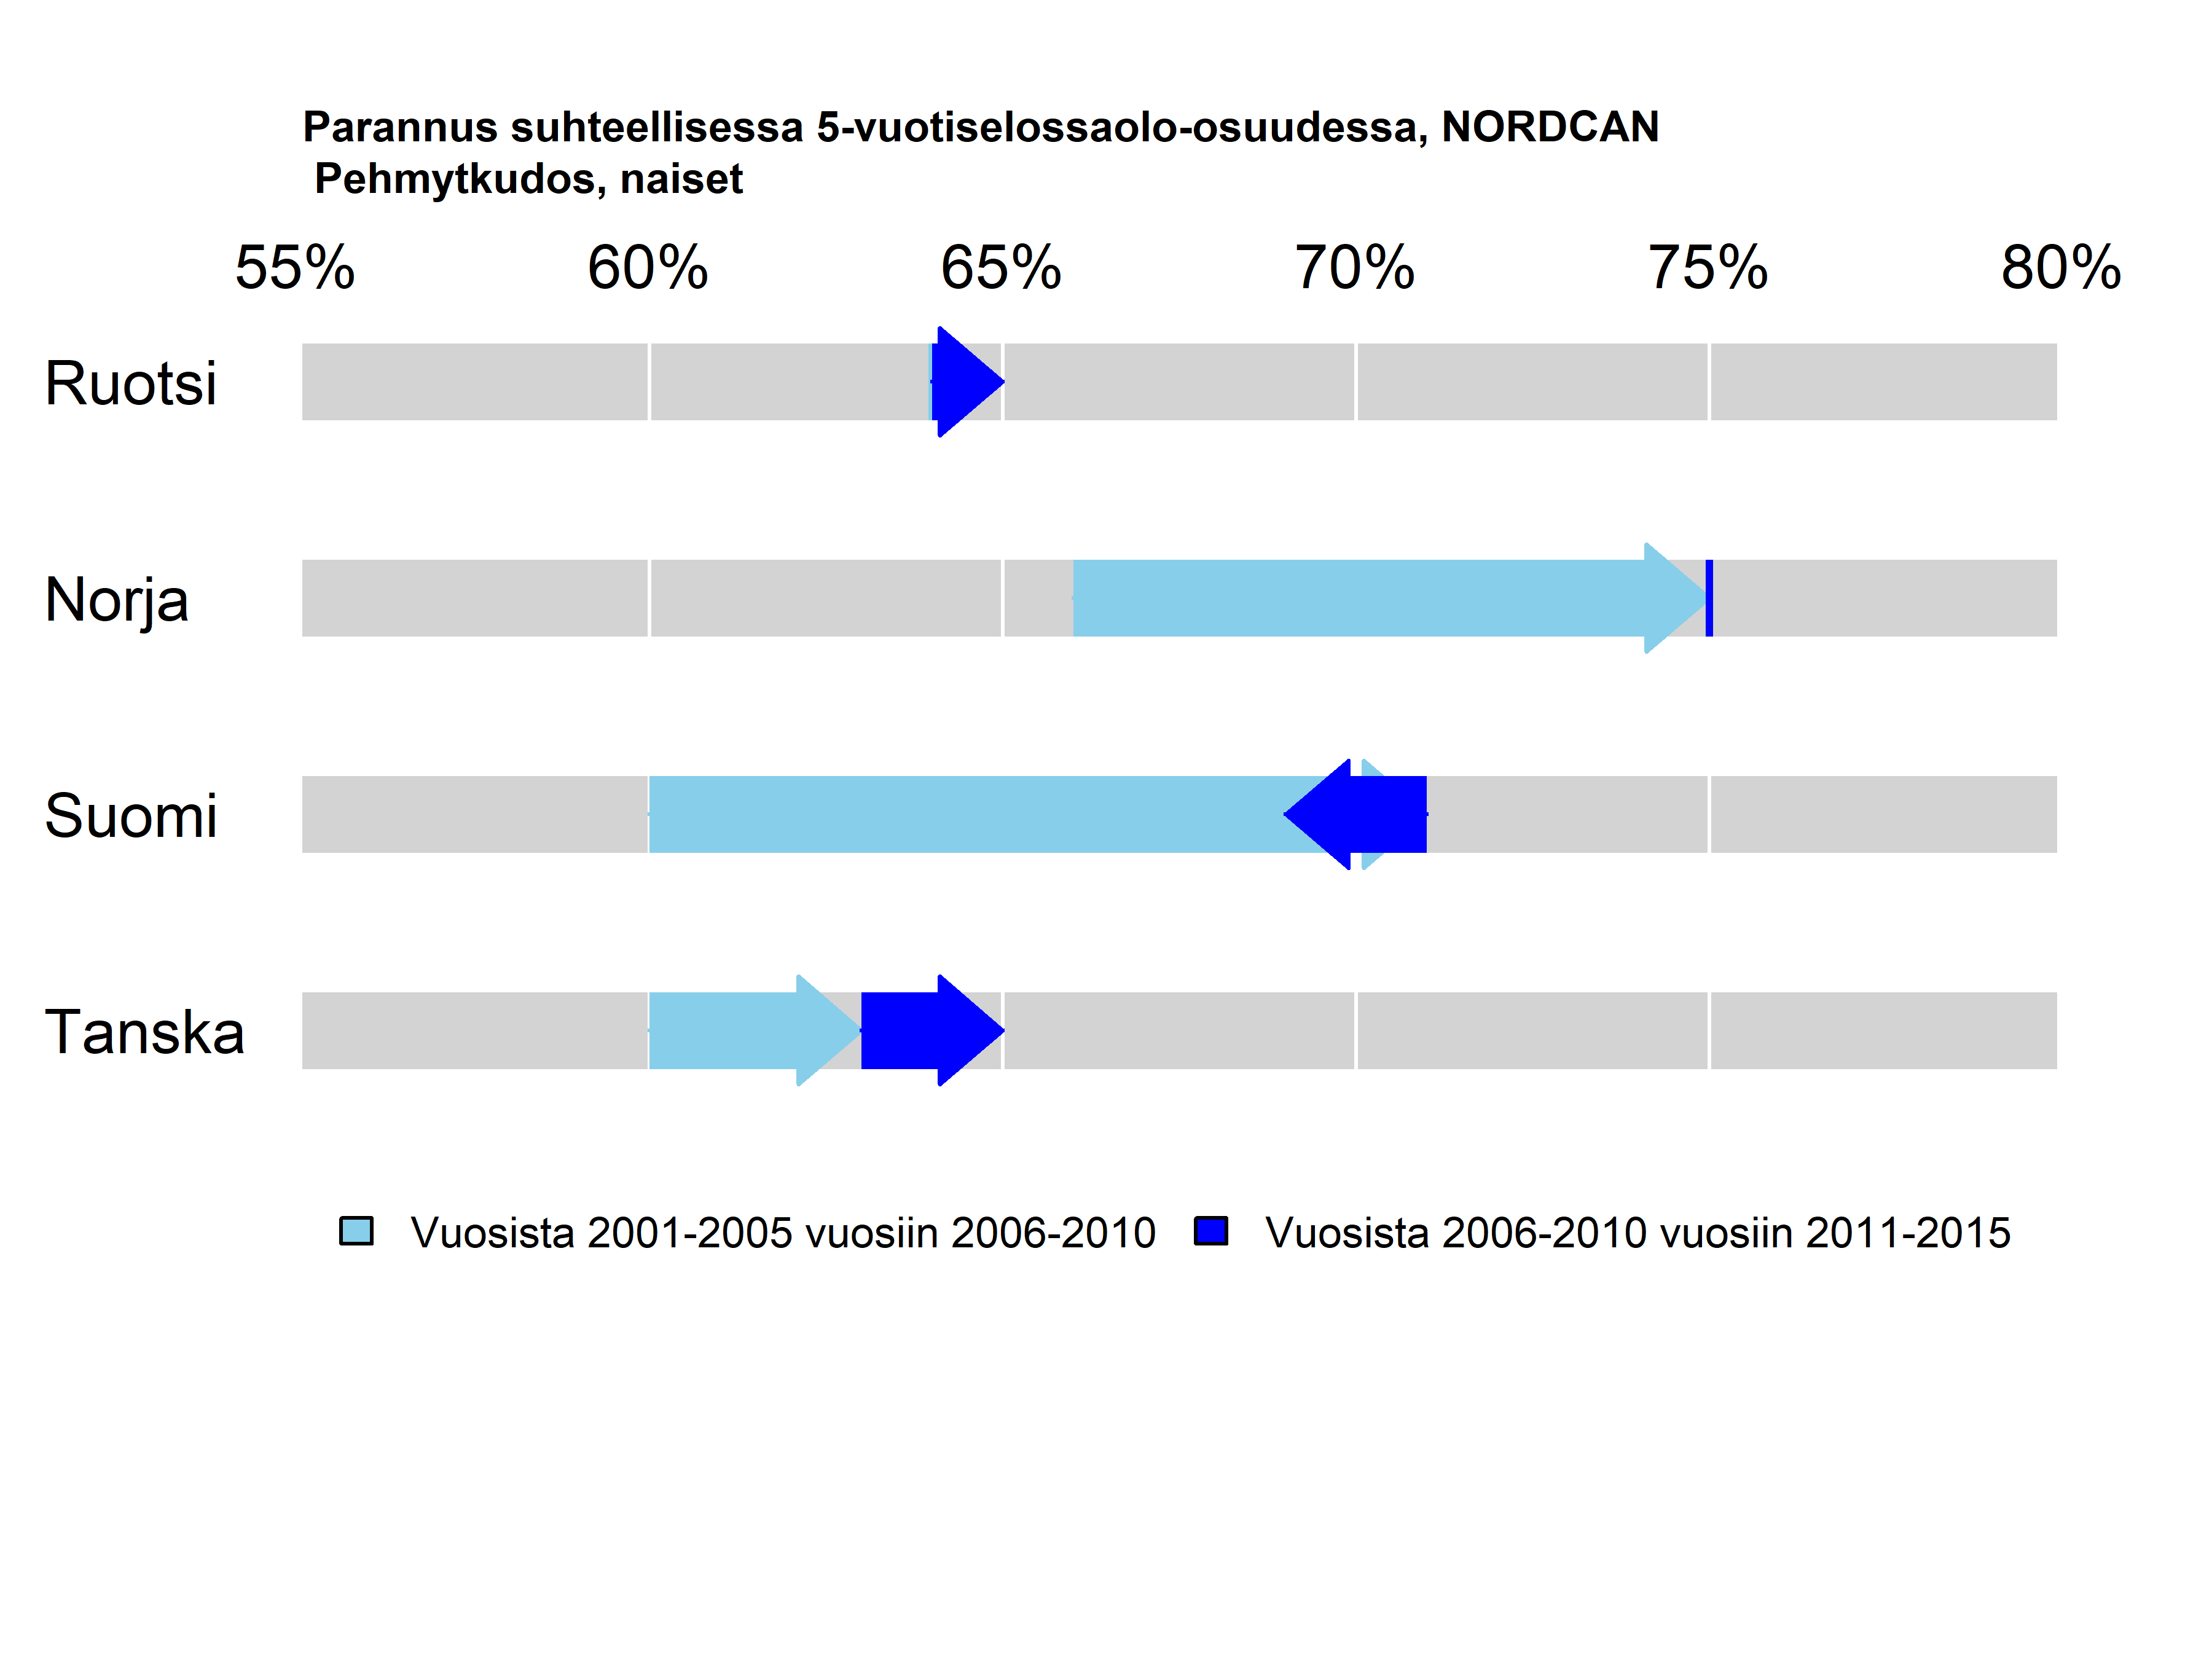 Parannus suhteellisessa 5-vuotiselossaolo-osuudessa, NORDCAN
Pehmytkudos, naiset
55% 60% 65% 70% 75% 80%
Ruotsi
Norja
Suomi
Tanska
Vuosista 2001-2005 vuosiin 2006-2010 Vuosista 2006-2010 vuosiin 2011-2015